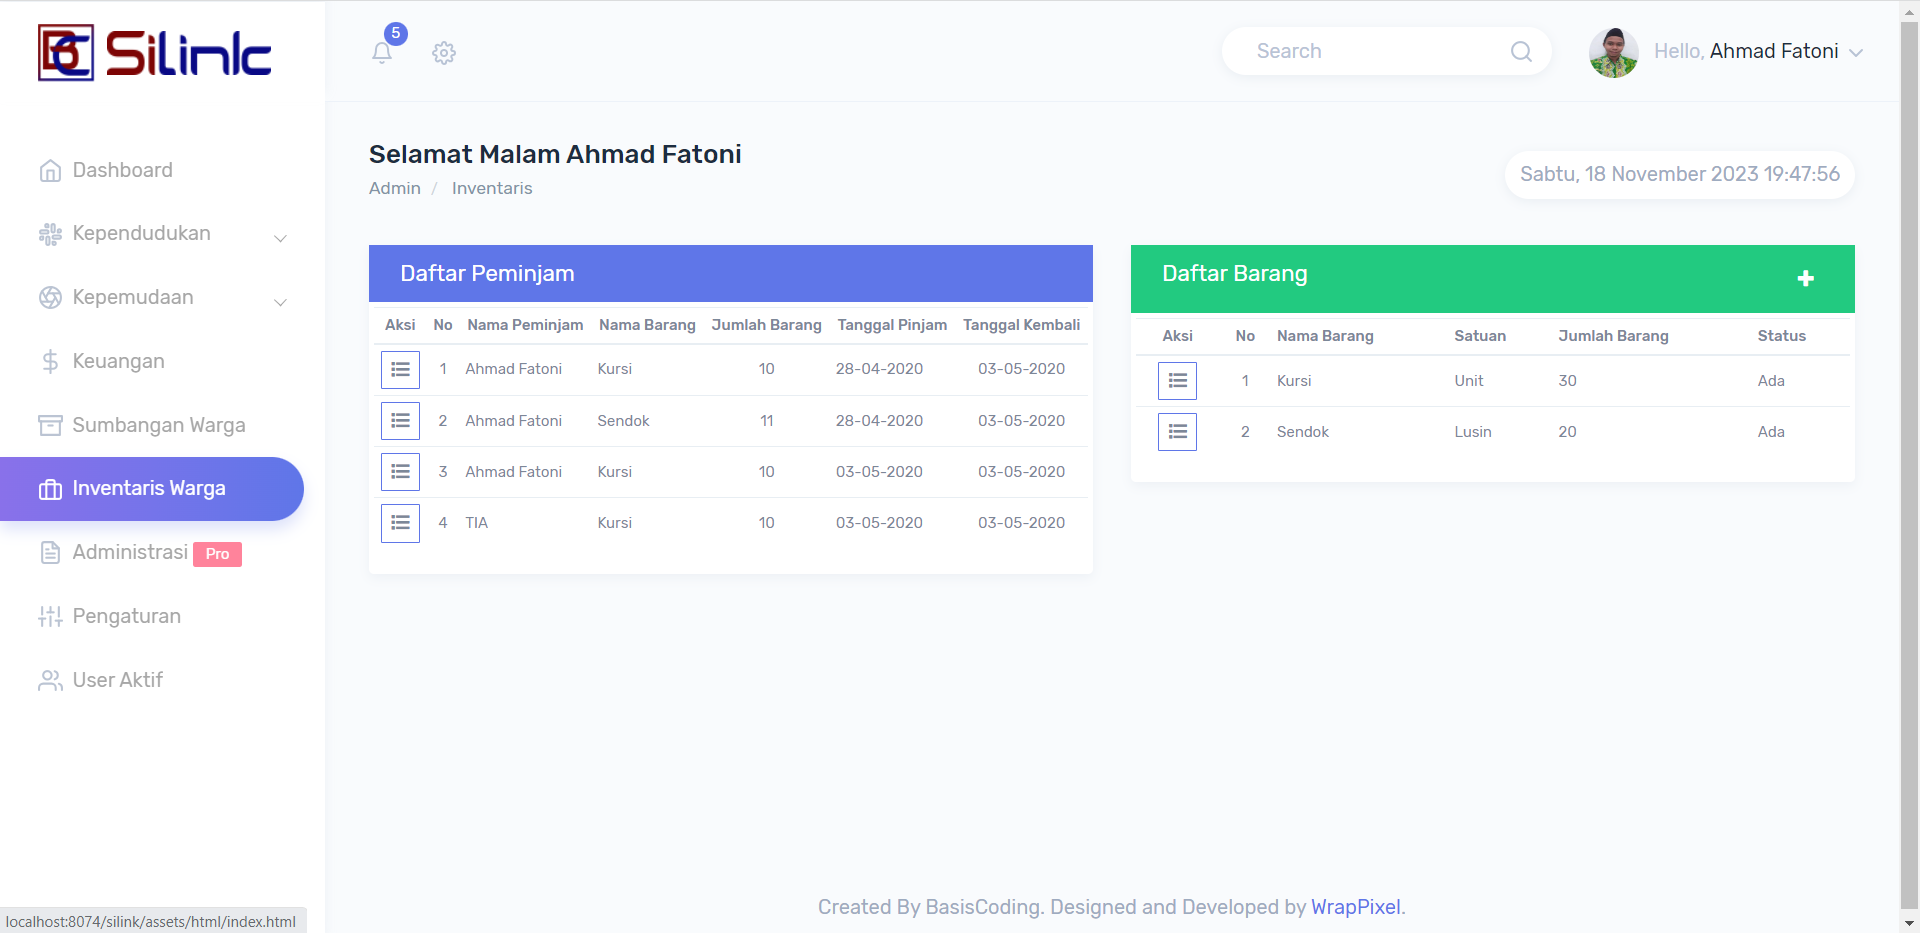 BC SiLink
5
Search
Hello, Ahmad Fatoni
Dashboard
Kependudukan
Kepemudaan
Keuangan
Sumbangan Warga
Inventaris Warga
Administrasi Pro
Pengaturan
User Aktif
Selamat Malam Ahmad Fatoni
Admin / Inventaris
Sabtu, 18 November 2023 19:47:56
Daftar Peminjam
Aksi No Nama Peminjam Nama Barang Jumlah Barang Tanggal Pinjam Tanggal Kembali
1 Ahmad Fatoni Kursi 10 28-04-2020 03-05-2020
2 Ahmad Fatoni Sendok 11 28-04-2020 03-05-2020
3 Ahmad Fatoni Kursi 10 03-05-2020 03-05-2020
4 TIA Kursi 10 03-05-2020 03-05-2020
Daftar Barang
Aksi No Nama Barang Satuan Jumlah Barang Status
1 Kursi Unit 30 Ada
2 Sendok Lusin 20 Ada
Created By BasisCoding. Designed and Developed by WrapPixel.
localhost:8074/silink/assets/html/index.html